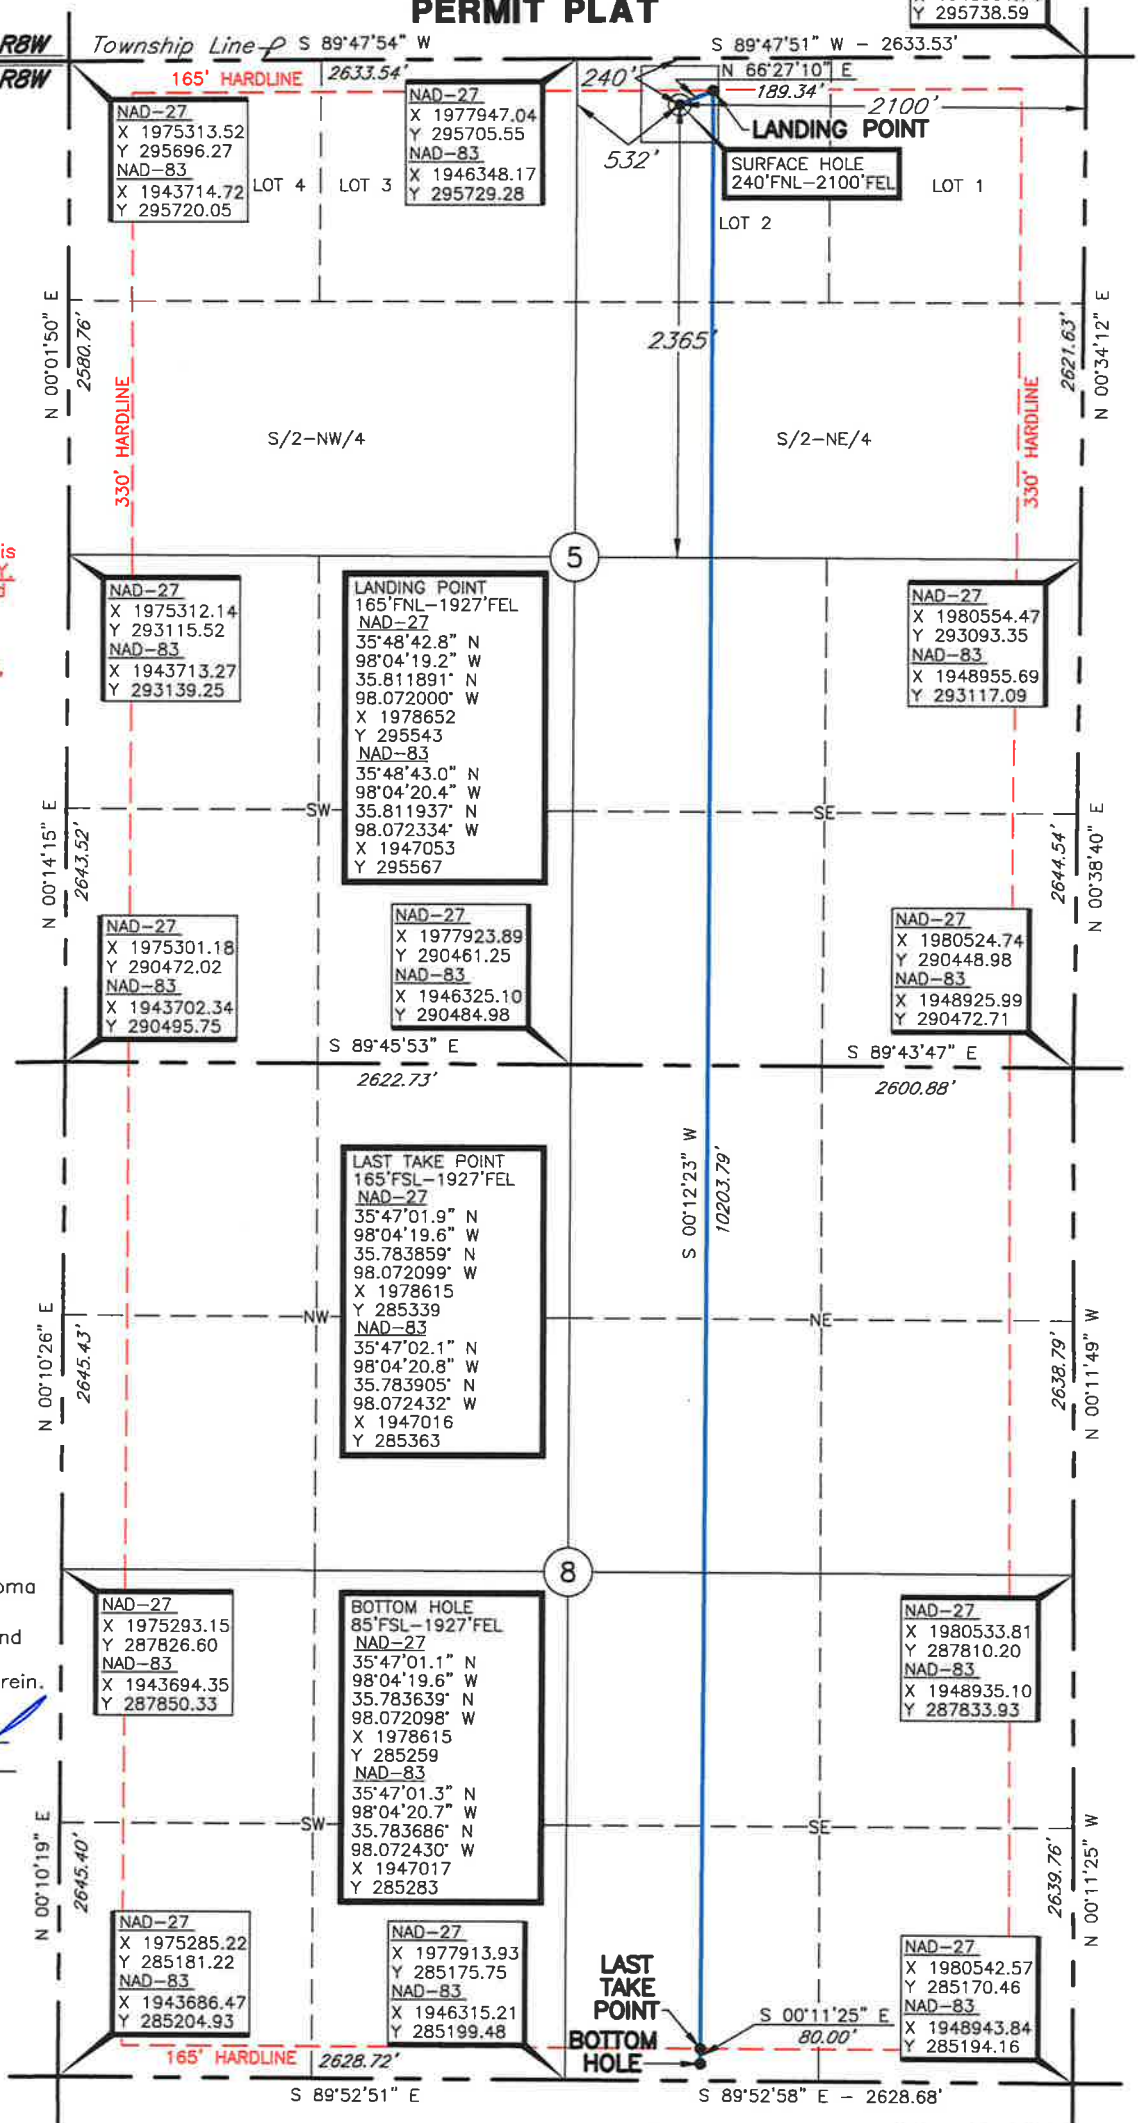 PERMIT PLAT
Y 295738.59
R8W
R8W
Township Line
S 89°47'54" W
2633.54'
S 89°47'51" W - 2633.53'
165' HARDLINE
240'
N 66°27'10" E
189.34'
2100'
LANDING POINT
532'
SURFACE HOLE
240'FNL-2100'FEL
NAD-27
X 1975313.52
Y 295696.27
NAD-83
X 1943714.72
Y 295720.05
LOT 4
LOT 3
NAD-27
X 1977947.04
Y 295705.55
NAD-83
X 1946348.17
Y 295729.28
LOT 2
LOT 1
N 00°01'50" E
2580.76'
2365'
2621.63'
N 00°34'12" E
330' HARDLINE
330' HARDLINE
S/2-NW/4
S/2-NE/4
is
5
NAD-27
X 1975312.14
Y 293115.52
NAD-83
X 1943713.27
Y 293139.25
LANDING POINT
165'FNL-1927'FEL
NAD-27
35°48'42.8" N
98°04'19.2" W
35.811891° N
98.072000° W
X 1978652
Y 295543
NAD-83
35°48'43.0" N
98°04'20.4" W
35.811937° N
98.072334° W
X 1947053
Y 295567
NAD-27
X 1980554.47
Y 293093.35
NAD-83
X 1948955.69
Y 293117.09
N 00°14'15" E
2643.52'
SW
SE
2644.54'
N 00°38'40" E
NAD-27
X 1975301.18
Y 290472.02
NAD-83
X 1943702.34
Y 290495.75
NAD-27
X 1977923.89
Y 290461.25
NAD-83
X 1946325.10
Y 290484.98
NAD-27
X 1980524.74
Y 290448.98
NAD-83
X 1948925.99
Y 290472.71
S 89°45'53" E
2622.73'
S 89°43'47" E
2600.88'
S 00°12'23" W
10203.79'
LAST TAKE POINT
165'FSL-1927'FEL
NAD-27
35°47'01.9" N
98°04'19.6" W
35.783859° N
98.072099° W
X 1978615
Y 285339
NAD-83
35°47'02.1" N
98°04'20.8" W
35.783905° N
98.072432° W
X 1947016
Y 285363
N 00°10'26" E
2645.43'
NW
NE
2638.79'
N 00°11'49" W
8
oma
nd
rein.
NAD-27
X 1975293.15
Y 287826.60
NAD-83
X 1943694.35
Y 287850.33
BOTTOM HOLE
85'FSL-1927'FEL
NAD-27
35°47'01.1" N
98°04'19.6" W
35.783639° N
98.072098° W
X 1978615
Y 285259
NAD-83
35°47'01.3" N
98°04'20.7" W
35.783686° N
98.072430° W
X 1947017
Y 285283
NAD-27
X 1980533.81
Y 287810.20
NAD-83
X 1948935.10
Y 287833.93
N 00°10'19" E
2645.40'
SW
SE
2639.76'
N 00°11'25" W
NAD-27
X 1975285.22
Y 285181.22
NAD-83
X 1943686.47
Y 285204.93
NAD-27
X 1977913.93
Y 285175.75
NAD-83
X 1946315.21
Y 285199.48
LAST
TAKE
POINT
BOTTOM
HOLE
S 00°11'25" E
80.00'
NAD-27
X 1980542.57
Y 285170.46
NAD-83
X 1948943.84
Y 285194.16
165' HARDLINE
2628.72'
S 89°52'51" E
S 89°52'58" E - 2628.68'